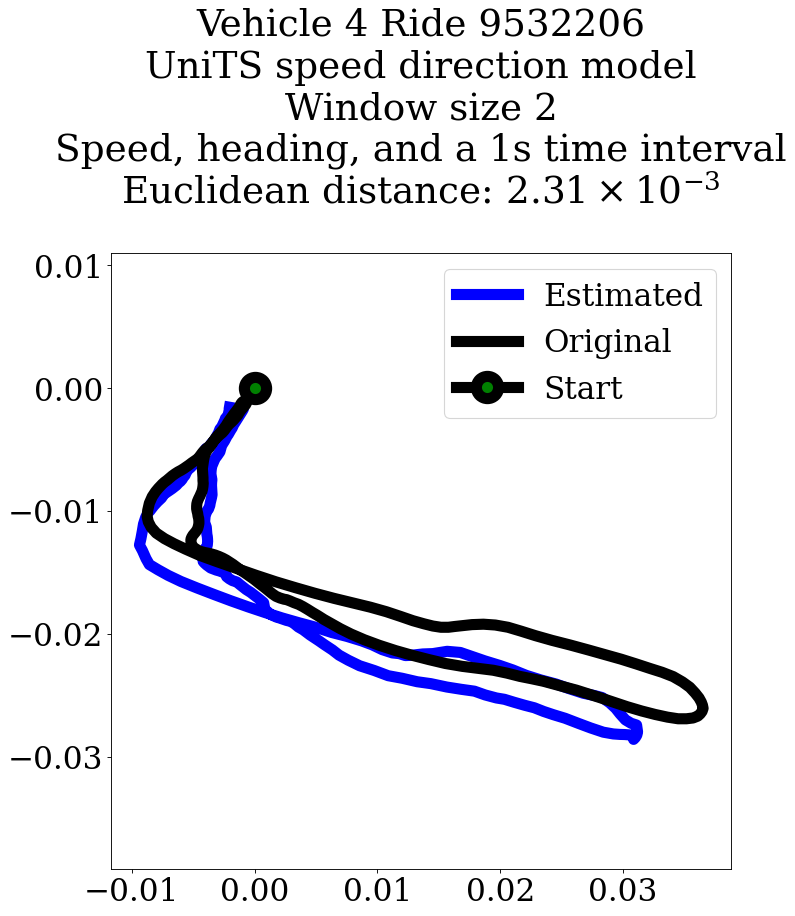 Vehicle 4 Ride 9532206
UniTS speed direction model
Window size 2
Speed, heading, and a 1s time interval
Euclidean distance: 2.31 × 10⁻³
Estimated
Original
Start
0.01
0.00
−0.01
−0.02
−0.03
−0.01 0.00 0.01 0.02 0.03